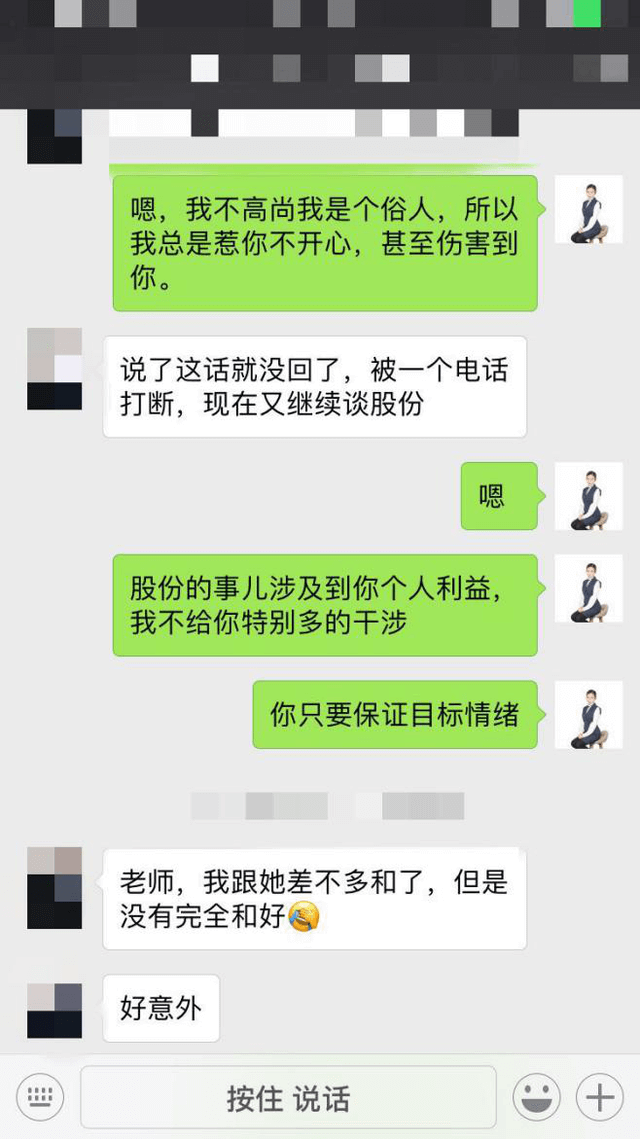 嗯，我不高尚我是个俗人，所以
我总是惹你不开心，甚至伤害到
你。
说了这话就没回了，被一个电话
打断，现在又继续谈股份
嗯
股份的事儿涉及到你个人利益，
我不给你特别多的干涉
你只要保证目标情绪
老师，我跟她差不多和了，但是
没有完全和好😂
好意外
按住 说话